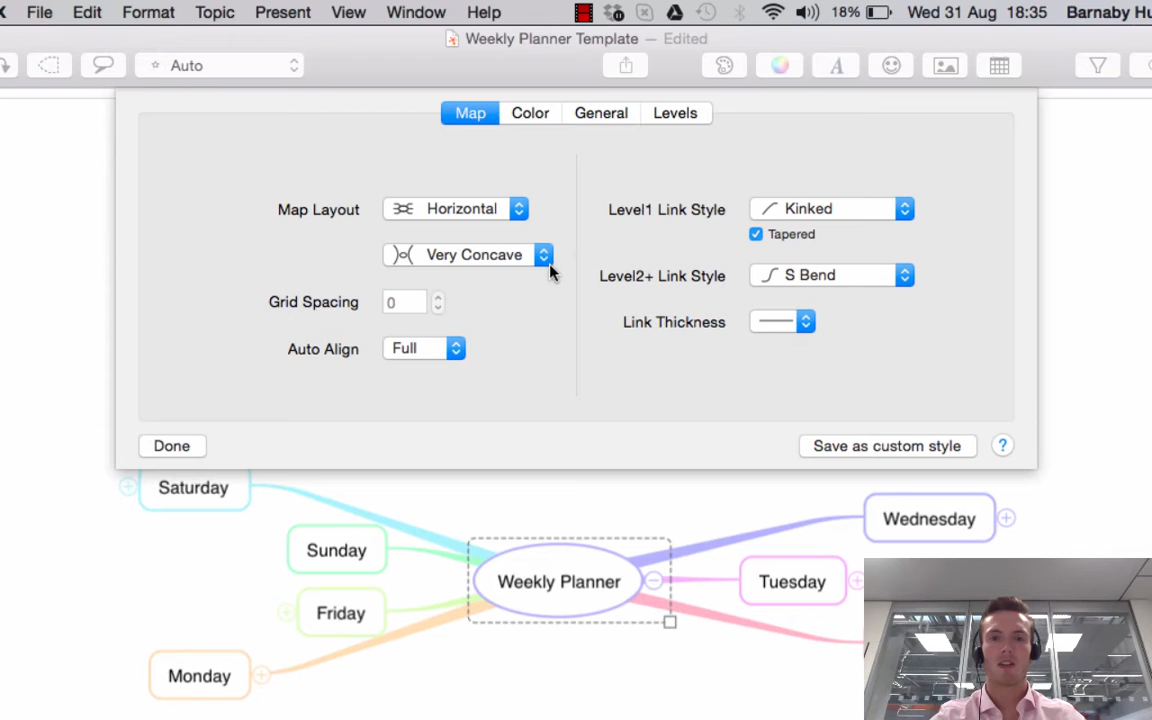 File Edit Format Topic Present View Window Help 18% Wed 31 Aug 18:35 Barnaby Hu
Weekly Planner Template — Edited
Auto
Map Color General Levels
Map Layout Horizontal
Very Concave
Grid Spacing 0
Auto Align Full
Level1 Link Style Kinked
Tapered
Level2+ Link Style S Bend
Link Thickness
Done Save as custom style ?
Saturday
Sunday
Friday
Monday
Weekly Planner
Wednesday
Tuesday